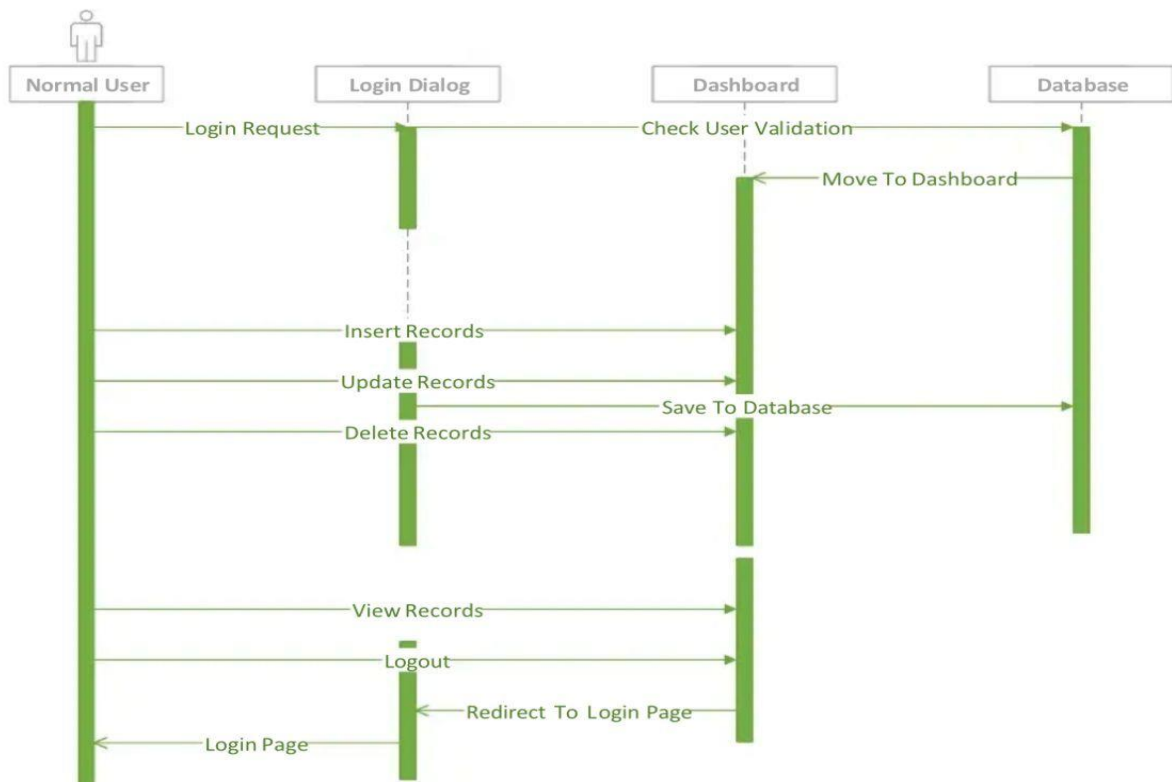 Normal User
Login Dialog
Dashboard
Database
Login Request
Check User Validation
Move To Dashboard
Insert Records
Update Records
Save To Database
Delete Records
View Records
Logout
Redirect To Login Page
Login Page